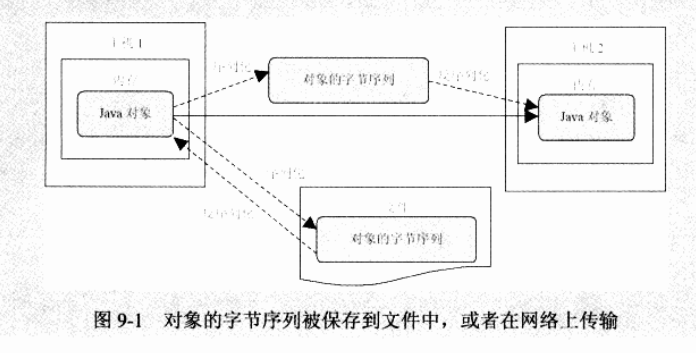 主机1
主机2
序列化
对象的字节序列
反序列化
内存
内存
Java 对象
Java 对象
序列化
反序列化
文件
对象的字节序列
图 9-1 对象的字节序列被保存到文件中，或者在网络上传输